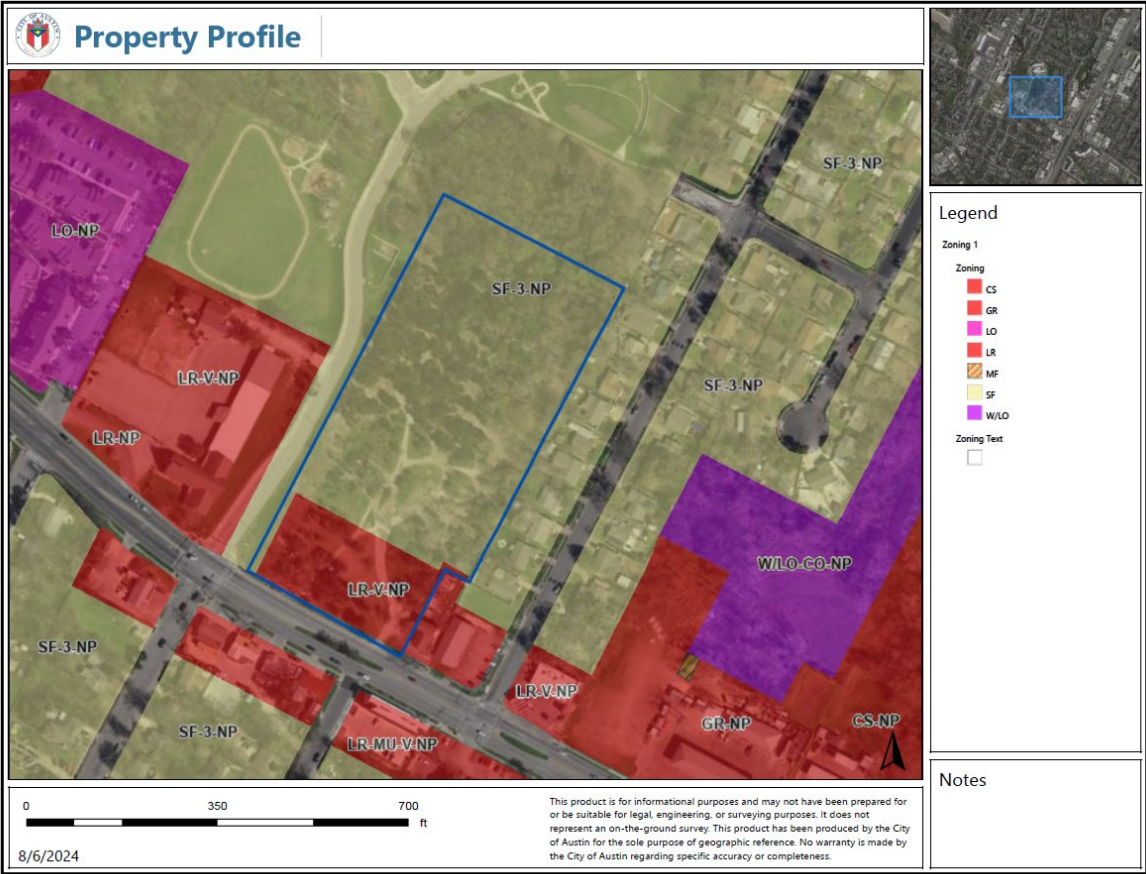 CITY OF AUSTIN
Property Profile
SF-3-NP
LO-NP
SF-3-NP
LR-V-NP
SF-3-NP
LR-NP
W/LO-CO-NP
LR-V-NP
SF-3-NP
LR-V-NP
GR-NP
CS-NP
SF-3-NP
LR-MU-V-NP
Legend
Zoning 1
Zoning
CS
GR
LO
LR
MF
SF
W/LO
Zoning Text
Notes
0 350 700
ft
8/6/2024
This product is for informational purposes and may not have been prepared for
or be suitable for legal, engineering, or surveying purposes. It does not
represent an on-the-ground survey. This product has been produced by the City
of Austin for the sole purpose of geographic reference. No warranty is made by
the City of Austin regarding specific accuracy or completeness.